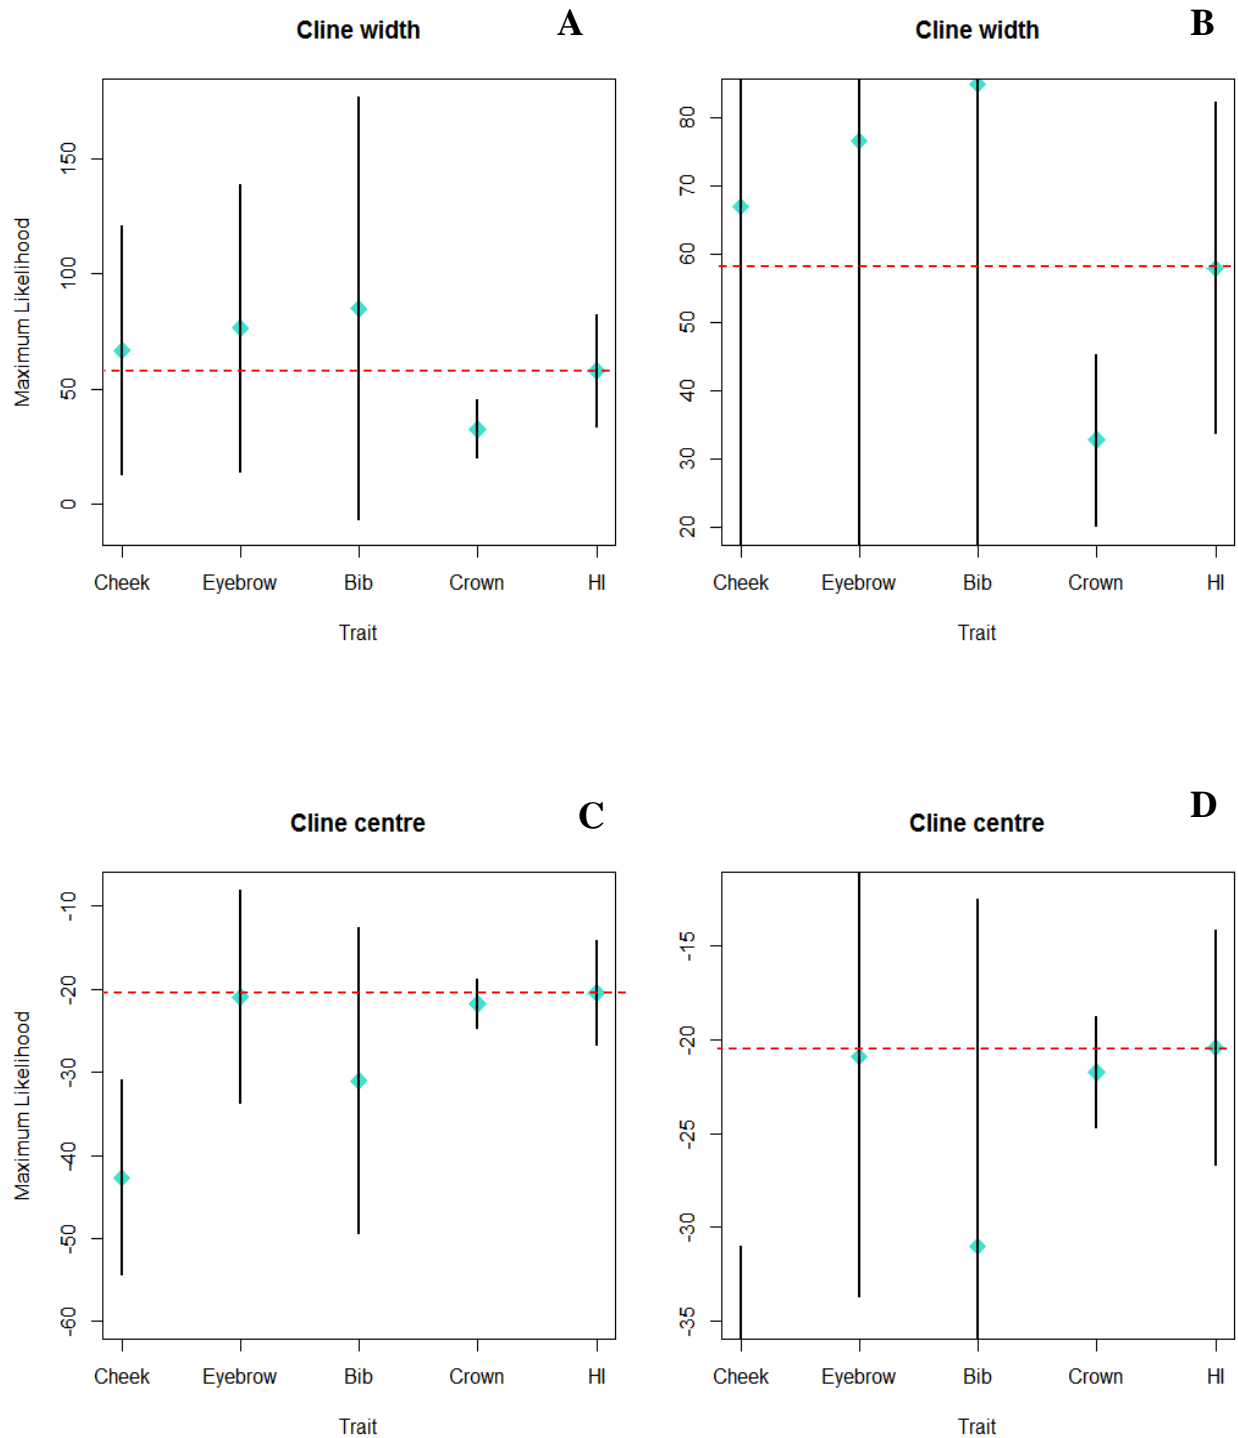 Cline width
A
Maximum Likelihood
150
100
50
0
Cheek Eyebrow Bib Crown HI
Trait
Cline width
B
80
70
60
50
40
30
20
Cheek Eyebrow Bib Crown HI
Trait
Cline centre
C
Maximum Likelihood
-10
-20
-30
-40
-50
-60
Cheek Eyebrow Bib Crown HI
Trait
Cline centre
D
-15
-20
-25
-30
-35
Cheek Eyebrow Bib Crown HI
Trait